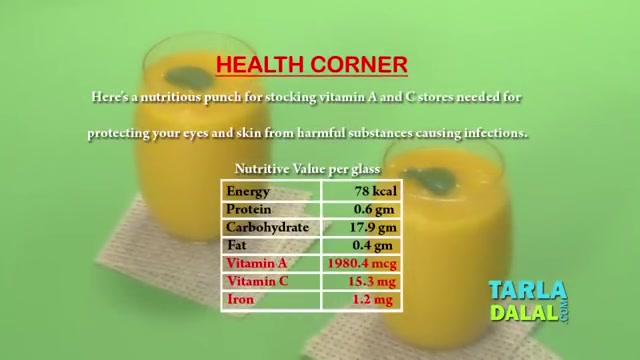 HEALTH CORNER
Here's a nutritious punch for stocking vitamin A and C stores needed for
protecting your eyes and skin from harmful substances causing infections.
Nutritive Value per glass
Energy 78 kcal
Protein 0.6 gm
Carbohydrate 17.9 gm
Fat 0.4 gm
Vitamin A 1980.4 mcg
Vitamin C 15.3 mg
Iron 1.2 mg
TARLA
DALAL.COM